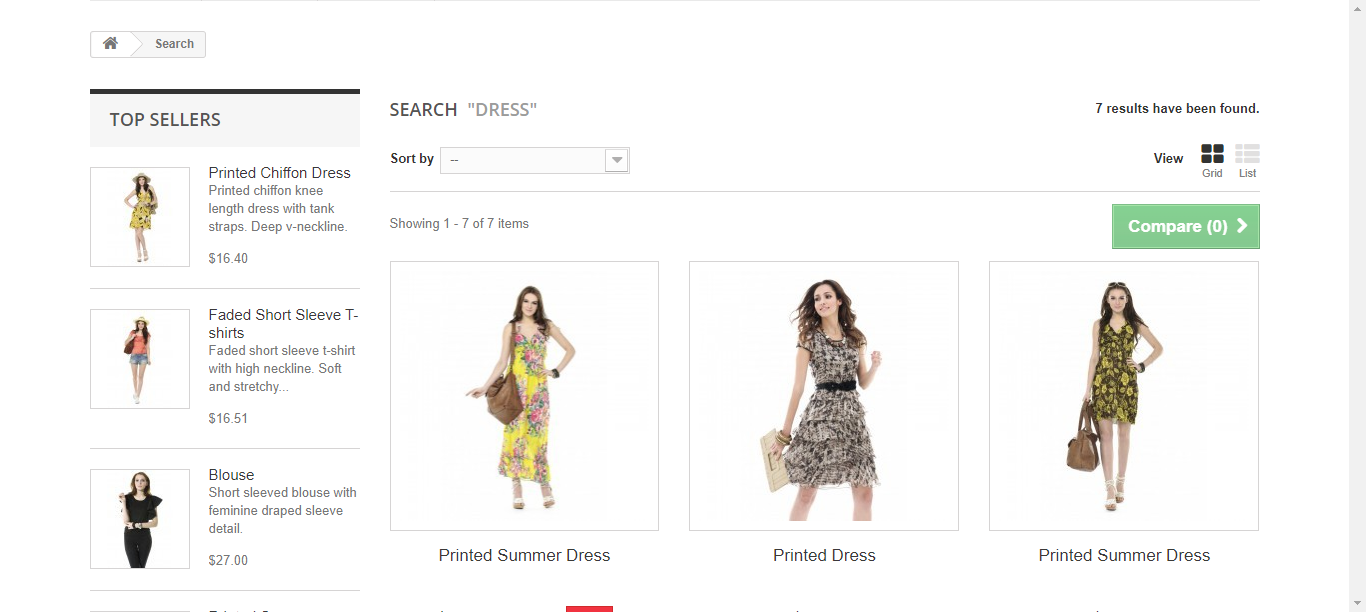 Search
TOP SELLERS
Printed Chiffon Dress
Printed chiffon knee
length dress with tank
straps. Deep v-neckline.
$16.40
Faded Short Sleeve T-
shirts
Faded short sleeve t-shirt
with high neckline. Soft
and stretchy...
$16.51
Blouse
Short sleeved blouse with
feminine draped sleeve
detail.
$27.00
SEARCH "DRESS"
7 results have been found.
Sort by --
View
Grid
List
Showing 1 - 7 of 7 items
Compare (0)
Printed Summer Dress
Printed Dress
Printed Summer Dress